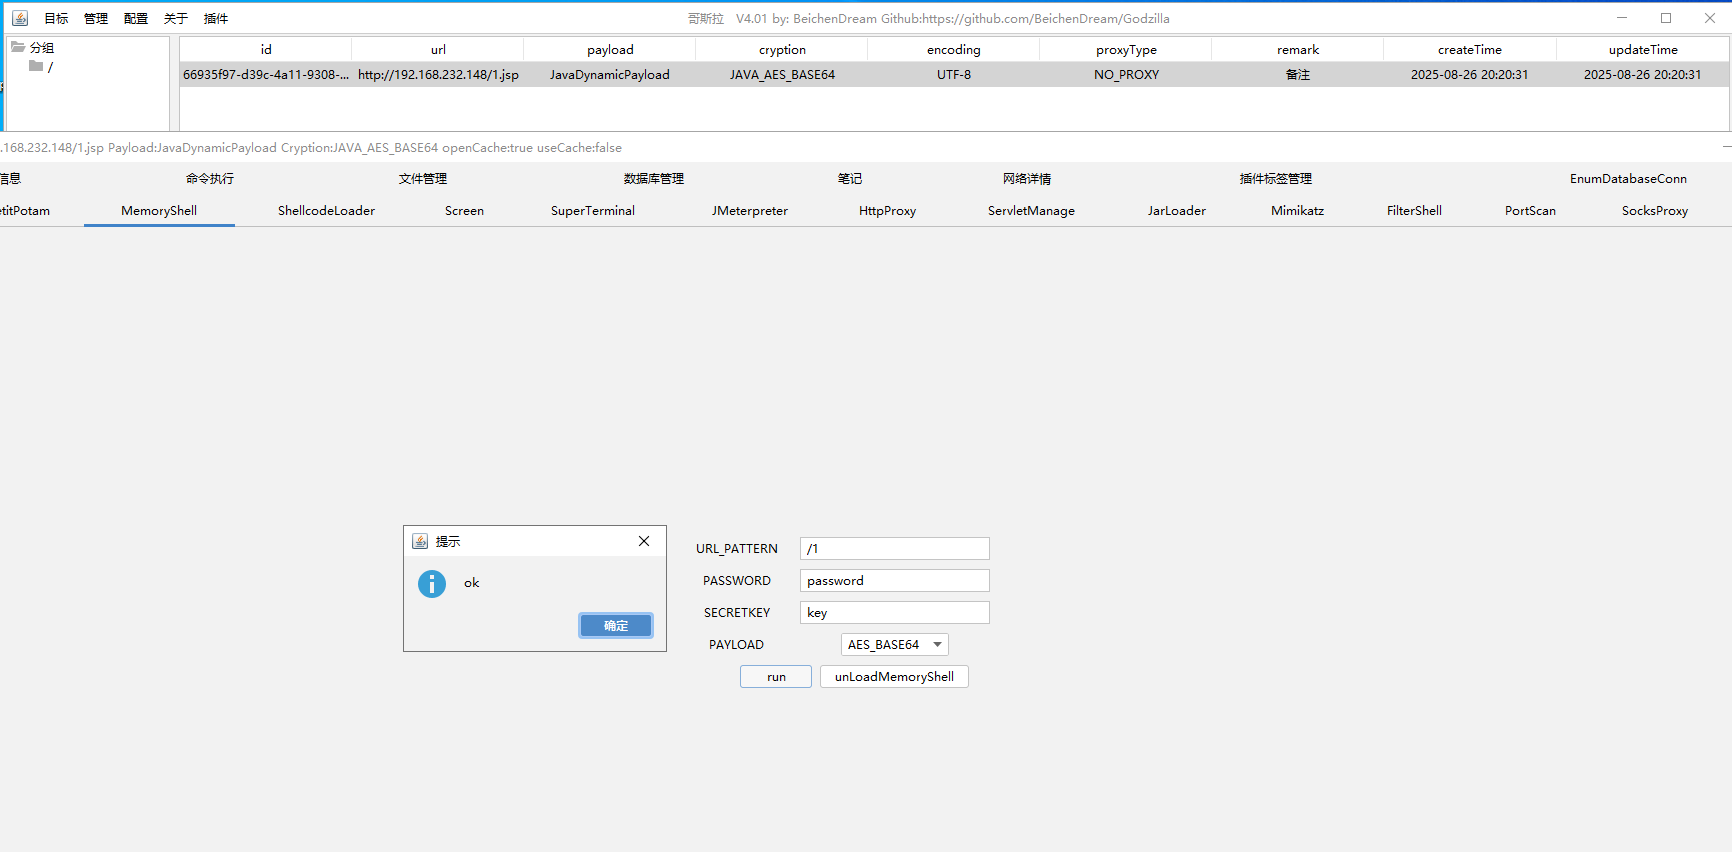 目标 管理 配置 关于 插件 哥斯拉 V4.01 by: BeichenDream Github:https://github.com/BeichenDream/Godzilla
分组
/
id url payload cryption encoding proxyType remark createTime updateTime
66935f97-d39c-4a11-9308-... http://192.168.232.148/1.jsp JavaDynamicPayload JAVA_AES_BASE64 UTF-8 NO_PROXY 备注 2025-08-26 20:20:31 2025-08-26 20:20:31
.168.232.148/1.jsp Payload:JavaDynamicPayload Cryption:JAVA_AES_BASE64 openCache:true useCache:false
信息 命令执行 文件管理 数据库管理 笔记 网络详情 插件标签管理 EnumDatabaseConn
etitPotam MemoryShell ShellcodeLoader Screen SuperTerminal JMeterpreter HttpProxy ServletManage JarLoader Mimikatz FilterShell PortScan SocksProxy
提示
ok
确定
URL_PATTERN /1
PASSWORD password
SECRETKEY key
PAYLOAD AES_BASE64
run unLoadMemoryShell